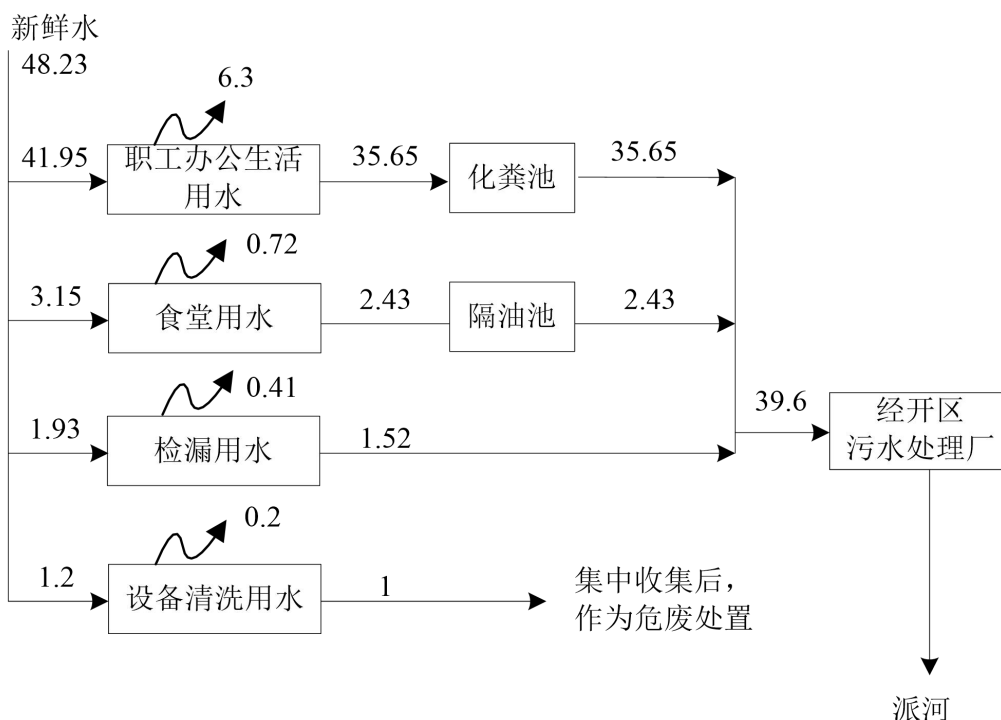 新鲜水
48.23
6.3
41.95
职工办公生活
用水
35.65
化粪池
35.65
0.72
3.15
食堂用水
2.43
隔油池
2.43
0.41
1.93
检漏用水
1.52
39.6
经开区
污水处理厂
0.2
1.2
设备清洗用水
1
集中收集后，
作为危废处置
派河